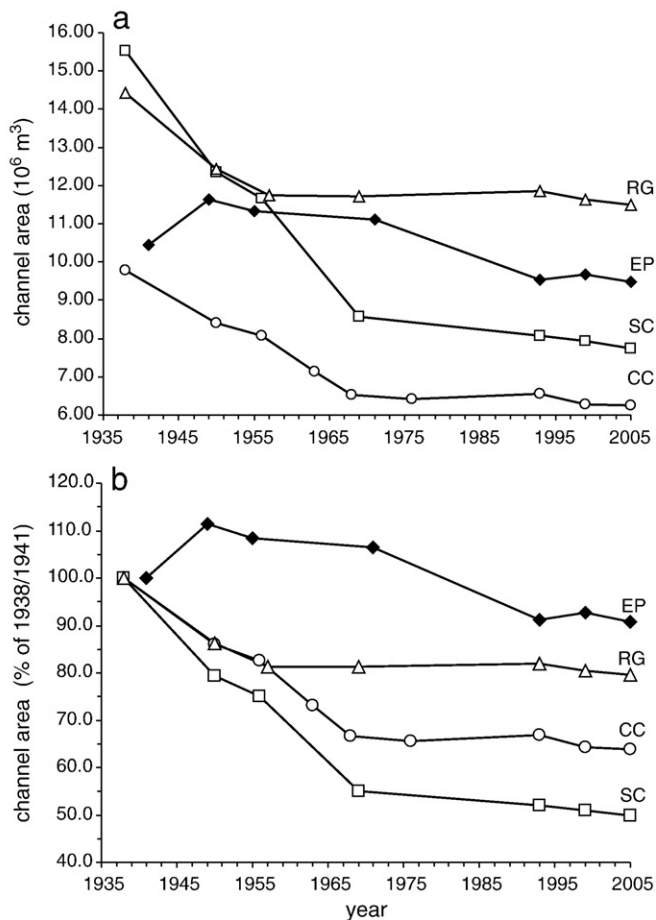 a
16.00
15.00
14.00
13.00
12.00
11.00
10.00
9.00
8.00
7.00
6.00
channel area (10⁶ m³)
RG
EP
SC
CC
1935 1945 1955 1965 1975 1985 1995 2005
b
120.0
110.0
100.0
90.0
80.0
70.0
60.0
50.0
40.0
channel area (% of 1938/1941)
EP
RG
CC
SC
1935 1945 1955 1965 1975 1985 1995 2005
year